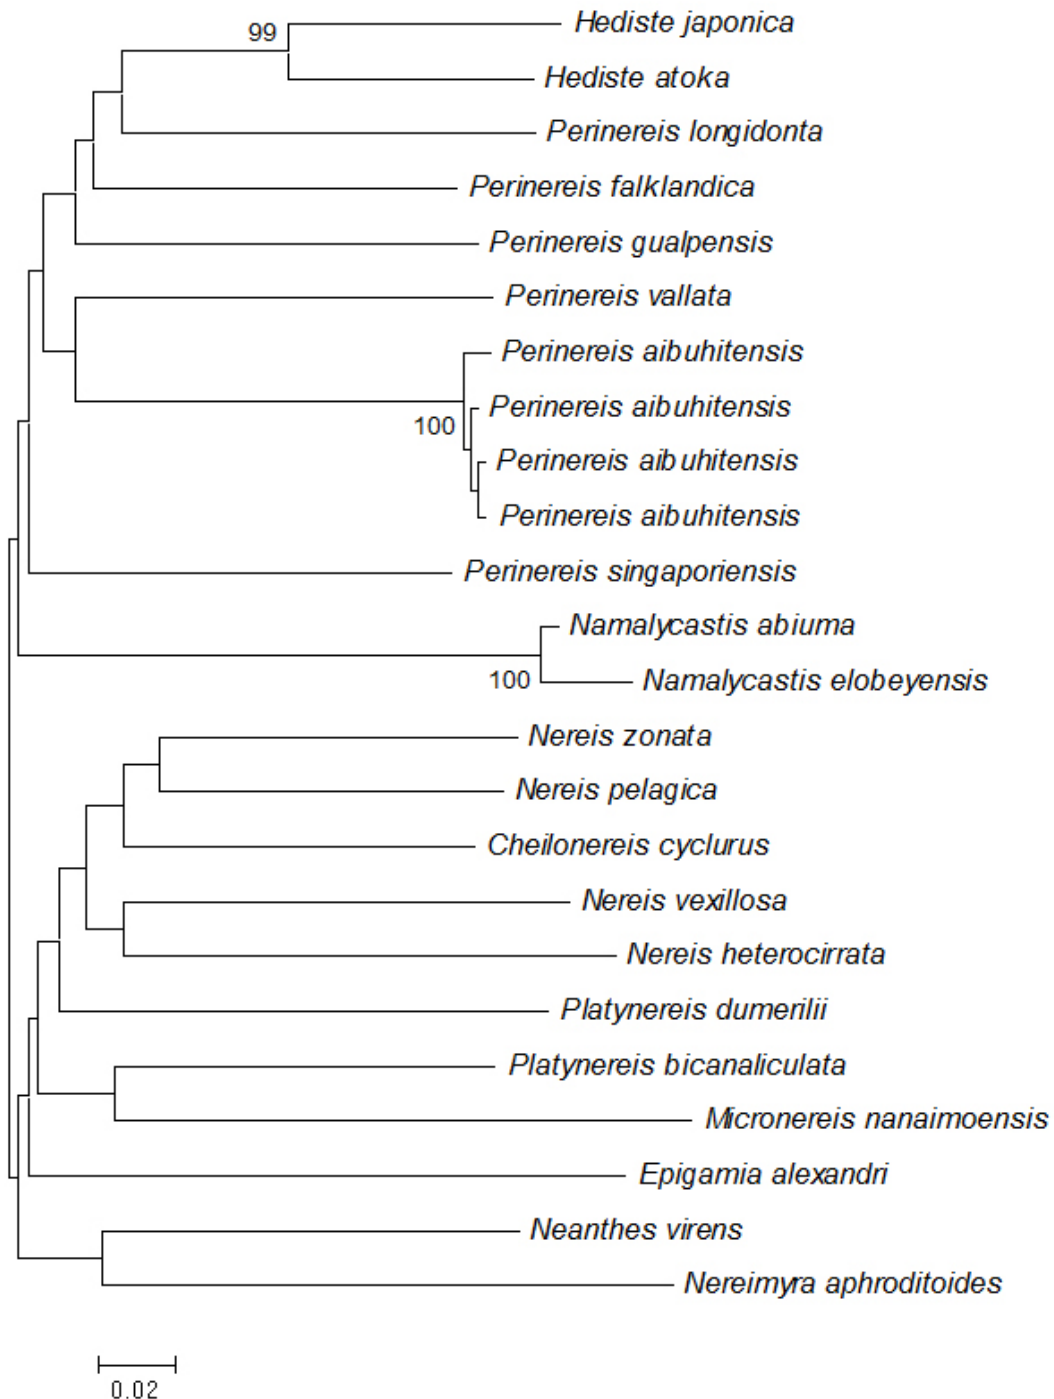 99
Hediste japonica
Hediste atoka
Perinereis longidonta
Perinereis falklandica
Perinereis gualpensis
Perinereis vallata
Perinereis aibuhitensis
Perinereis aibuhitensis
100
Perinereis aibuhitensis
Perinereis aibuhitensis
Perinereis singaporiensis
Namalycastis abiuma
100
Namalycastis elobeyensis
Nereis zonata
Nereis pelagica
Cheilonereis cyclurus
Nereis vexillosa
Nereis heterocirrata
Platynereis dumerilii
Platynereis bicanaliculata
Micronereis nanaimoensis
Epigamia alexandri
Neanthes virens
Nereimyra aphroditoides
0.02